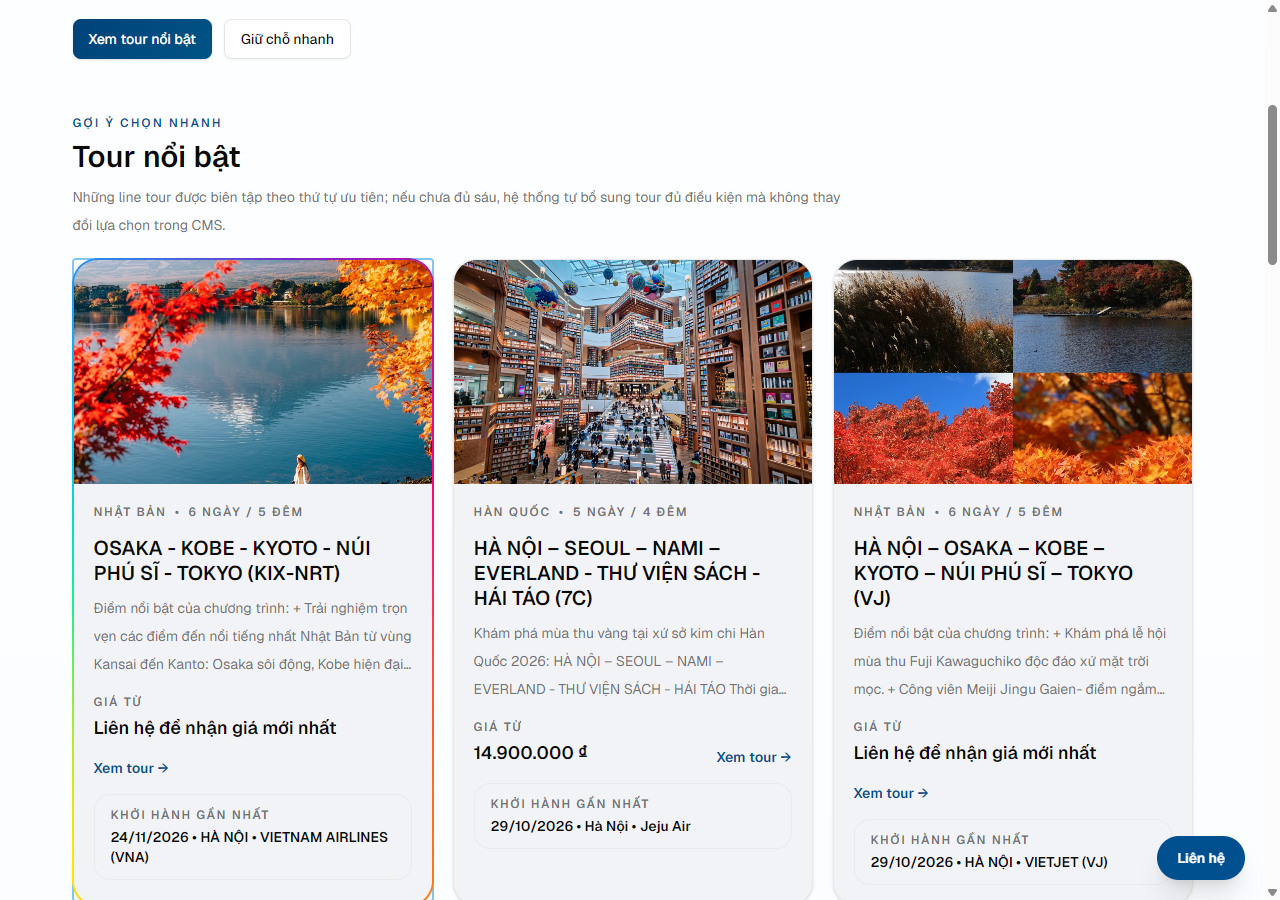 Xem tour nổi bật
Giữ chỗ nhanh
GỢI Ý CHỌN NHANH
Tour nổi bật
Những line tour được biên tập theo thứ tự ưu tiên; nếu chưa đủ sáu, hệ thống tự bổ sung tour đủ điều kiện mà không thay
đổi lựa chọn trong CMS.
NHẬT BẢN • 6 NGÀY / 5 ĐÊM
OSAKA - KOBE - KYOTO - NÚI
PHÚ SĨ - TOKYO (KIX-NRT)
Điểm nổi bật của chương trình: + Trải nghiệm trọn
vẹn các điểm đến nổi tiếng nhất Nhật Bản từ vùng
Kansai đến Kanto: Osaka sôi động, Kobe hiện đại…
GIÁ TỪ
Liên hệ để nhận giá mới nhất
Xem tour →
KHỞI HÀNH GẦN NHẤT
24/11/2026 • HÀ NỘI • VIETNAM AIRLINES
(VNA)
HÀN QUỐC • 5 NGÀY / 4 ĐÊM
HÀ NỘI – SEOUL – NAMI –
EVERLAND - THƯ VIỆN SÁCH -
HÁI TÁO (7C)
Khám phá mùa thu vàng tại xứ sở kim chi Hàn
Quốc 2026: HÀ NỘI – SEOUL – NAMI –
EVERLAND - THƯ VIỆN SÁCH - HÁI TÁO Thời gia…
GIÁ TỪ
14.900.000 ₫
Xem tour →
KHỞI HÀNH GẦN NHẤT
29/10/2026 • Hà Nội • Jeju Air
NHẬT BẢN • 6 NGÀY / 5 ĐÊM
HÀ NỘI – OSAKA – KOBE –
KYOTO – NÚI PHÚ SĨ – TOKYO
(VJ)
Điểm nổi bật của chương trình: + Khám phá lễ hội
mùa thu Fuji Kawaguchiko độc đáo xứ mặt trời
mọc. + Công viên Meiji Jingu Gaien- điểm ngắm…
GIÁ TỪ
Liên hệ để nhận giá mới nhất
Xem tour →
KHỞI HÀNH GẦN NHẤT
29/10/2026 • HÀ NỘI • VIETJET (VJ)
Liên hệ